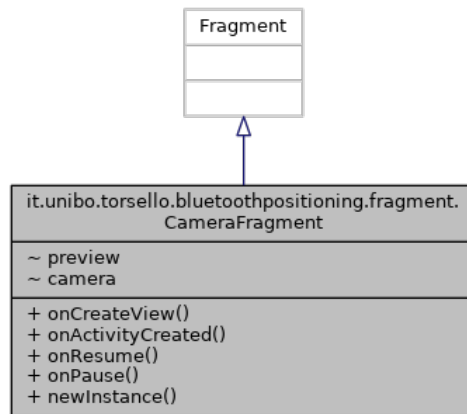 Fragment
it.unibo.torsello.bluetoothpositioning.fragment.
CameraFragment
~ preview
~ camera
+ onCreateView()
+ onActivityCreated()
+ onResume()
+ onPause()
+ newInstance()